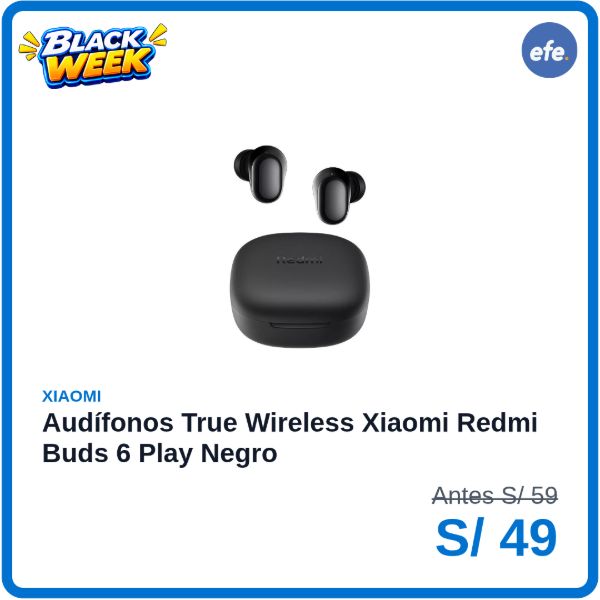 BLACK
WEEK
efe.
Redmi
XIAOMI
Audífonos True Wireless Xiaomi Redmi
Buds 6 Play Negro
Antes S/ 59
S/ 49